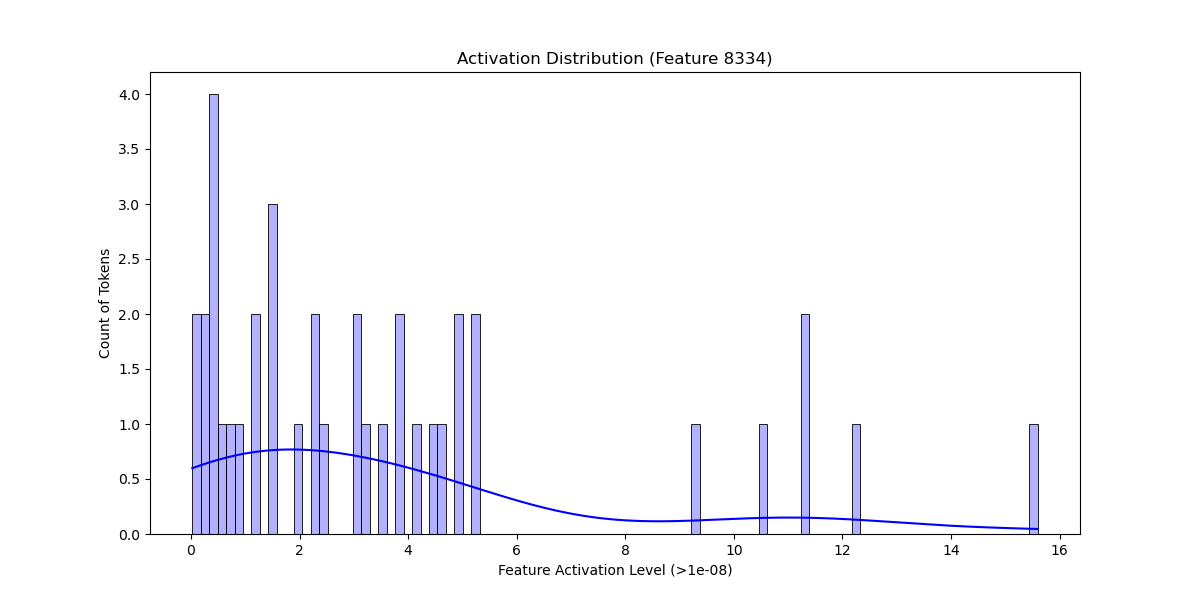 Activation Distribution (Feature 8334)
4.0
3.5
3.0
2.5
2.0
1.5
1.0
0.5
0.0
Count of Tokens
0 2 4 6 8 10 12 14 16
Feature Activation Level (>1e-08)